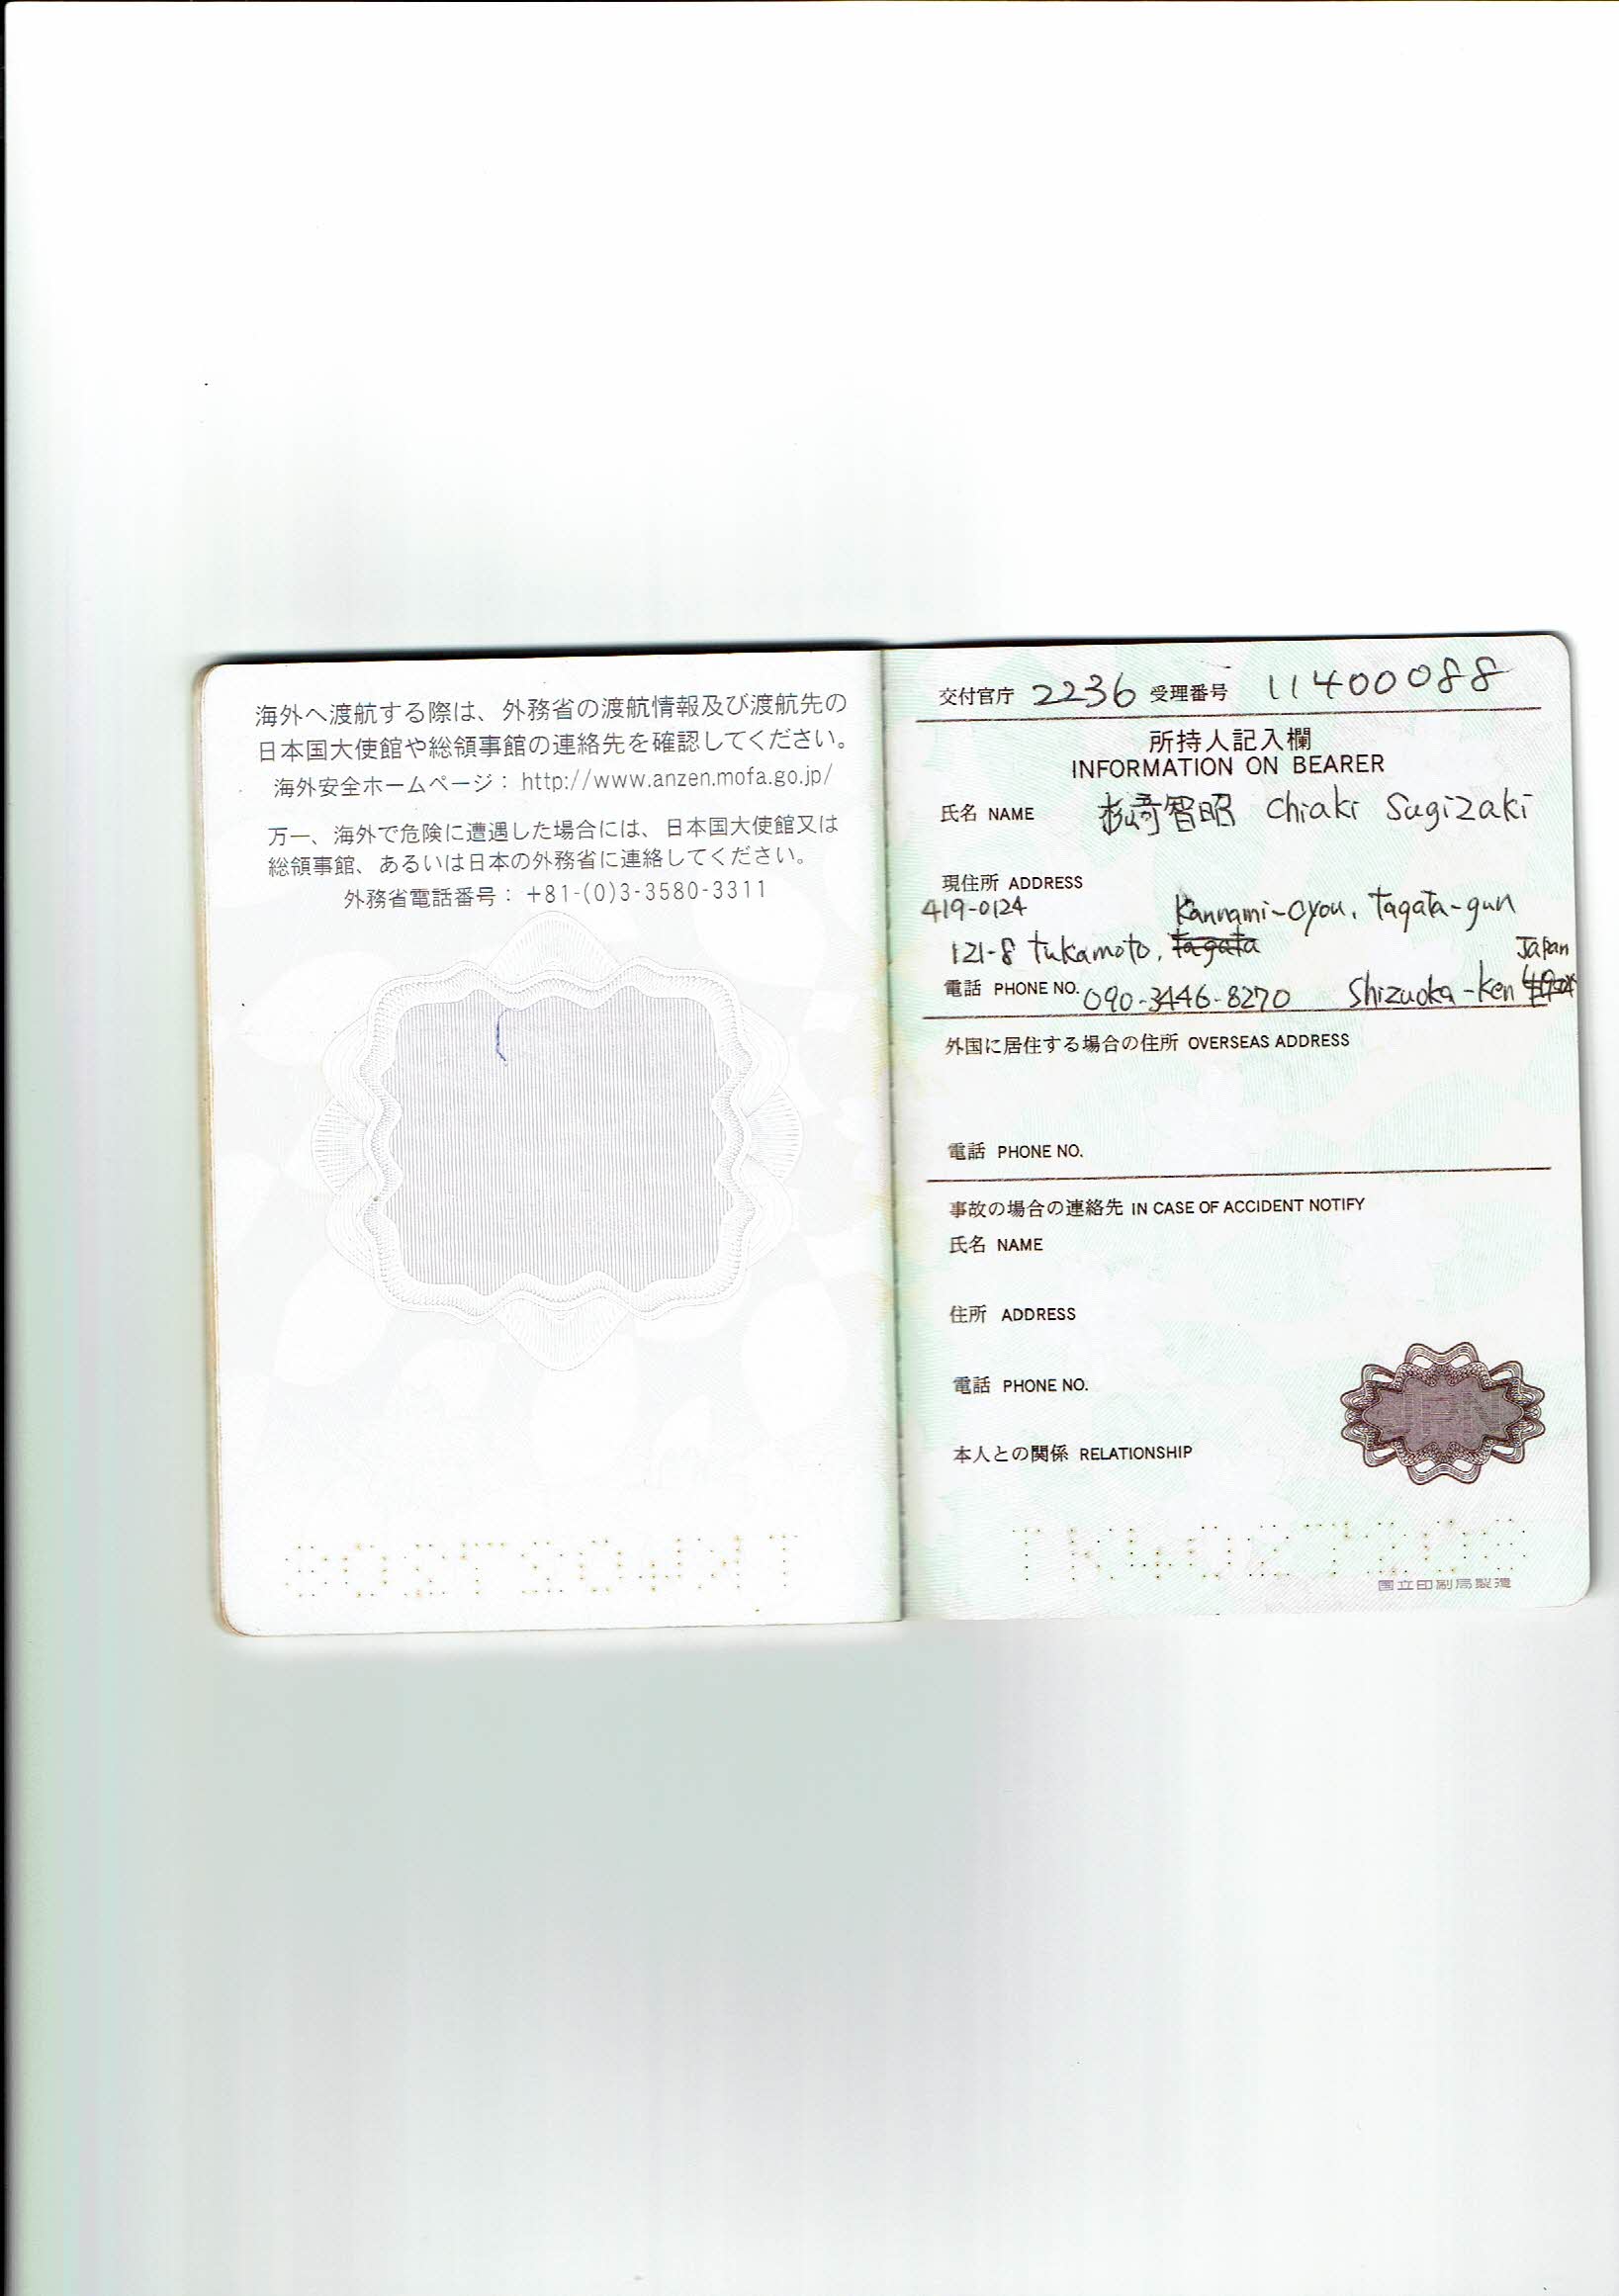 海外へ渡航する際は、外務省の渡航情報及び渡航先の
日本国大使館や総領事館の連絡先を確認してください。
海外安全ホームページ：http://www.anzen.mofa.go.jp/
万一、海外で危険に遭遇した場合には、日本国大使館又は
総領事館、あるいは日本の外務省に連絡してください。
外務省電話番号：+81-(0)3-3580-3311
交付官庁 2236 受理番号 11400088
所持人記入欄
INFORMATION ON BEARER
氏名 NAME 杉崎智昭 Chiaki Sugizaki
現住所 ADDRESS
419-0124 Kannami-cyou, tagata-gun
121-8 tukamoto, tagata Japan
電話 PHONE NO. 090-3446-8270 Shizuoka-ken
外国に居住する場合の住所 OVERSEAS ADDRESS
電話 PHONE NO.
事故の場合の連絡先 IN CASE OF ACCIDENT NOTIFY
氏名 NAME
住所 ADDRESS
電話 PHONE NO.
本人との関係 RELATIONSHIP
JPN
国立印刷局製造